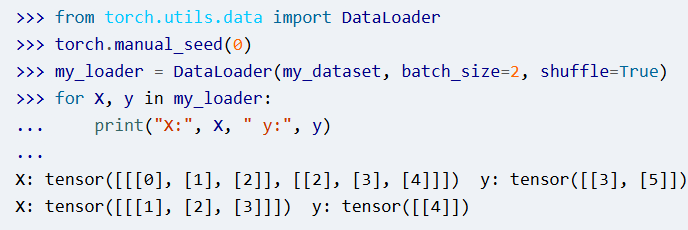 >>> from torch.utils.data import DataLoader
>>> torch.manual_seed(0)
>>> my_loader = DataLoader(my_dataset, batch_size=2, shuffle=True)
>>> for X, y in my_loader:
...     print("X:", X, " y:", y)
...
X: tensor([[[0], [1], [2]], [[2], [3], [4]]])  y: tensor([[3], [5]])
X: tensor([[[1], [2], [3]]])  y: tensor([[4]])